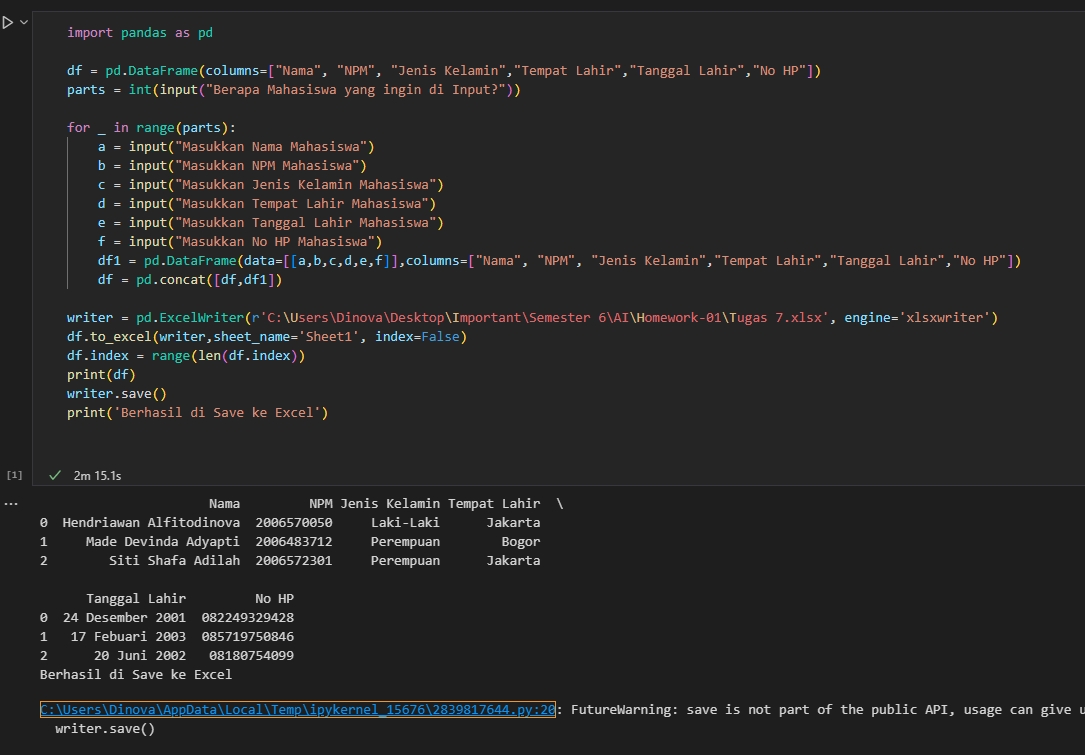 import pandas as pd
df = pd.DataFrame(columns=["Nama", "NPM", "Jenis Kelamin","Tempat Lahir","Tanggal Lahir","No HP"])
parts = int(input("Berapa Mahasiswa yang ingin di Input?"))
for _ in range(parts):
    a = input("Masukkan Nama Mahasiswa")
    b = input("Masukkan NPM Mahasiswa")
    c = input("Masukkan Jenis Kelamin Mahasiswa")
    d = input("Masukkan Tempat Lahir Mahasiswa")
    e = input("Masukkan Tanggal Lahir Mahasiswa")
    f = input("Masukkan No HP Mahasiswa")
    df1 = pd.DataFrame(data=[[a,b,c,d,e,f]],columns=["Nama", "NPM", "Jenis Kelamin","Tempat Lahir","Tanggal Lahir","No HP"])
    df = pd.concat([df,df1])
writer = pd.ExcelWriter(r'C:\Users\Dinova\Desktop\Important\Semester 6\AI\Homework-01\Tugas 7.xlsx', engine='xlsxwriter')
df.to_excel(writer,sheet_name='Sheet1', index=False)
df.index = range(len(df.index))
print(df)
writer.save()
print('Berhasil di Save ke Excel')
[1] ✓ 2m 15.1s
... Nama NPM Jenis Kelamin Tempat Lahir \
0 Hendriawan Alfitodinova 2006570050 Laki-Laki Jakarta
1 Made Devinda Adyapti 2006483712 Perempuan Bogor
2 Siti Shafa Adilah 2006572301 Perempuan Jakarta
Tanggal Lahir No HP
0 24 Desember 2001 082249329428
1 17 Febuari 2003 085719750846
2 20 Juni 2002 08180754099
Berhasil di Save ke Excel
C:\Users\Dinova\AppData\Local\Temp\ipykernel_15676\2839817644.py:20: FutureWarning: save is not part of the public API, usage can give u
writer.save()